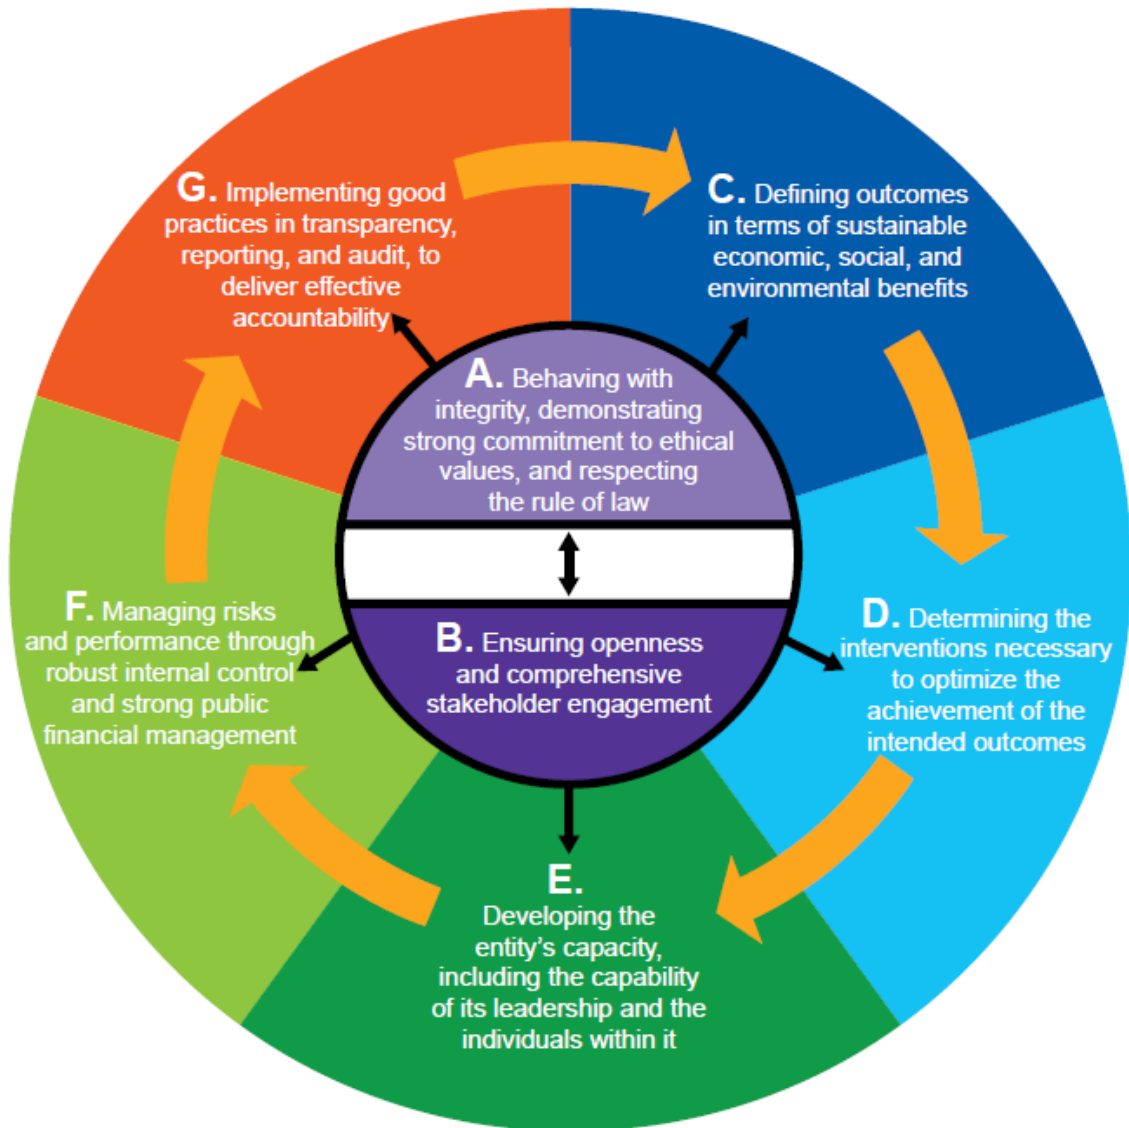 A. Behaving with
integrity, demonstrating
strong commitment to ethical
values, and respecting
the rule of law
B. Ensuring openness
and comprehensive
stakeholder engagement
C. Defining outcomes
in terms of sustainable
economic, social, and
environmental benefits
D. Determining the
interventions necessary
to optimize the
achievement of the
intended outcomes
E.
Developing the
entity's capacity,
including the capability
of its leadership and the
individuals within it
F. Managing risks
and performance through
robust internal control
and strong public
financial management
G. Implementing good
practices in transparency,
reporting, and audit, to
deliver effective
accountability